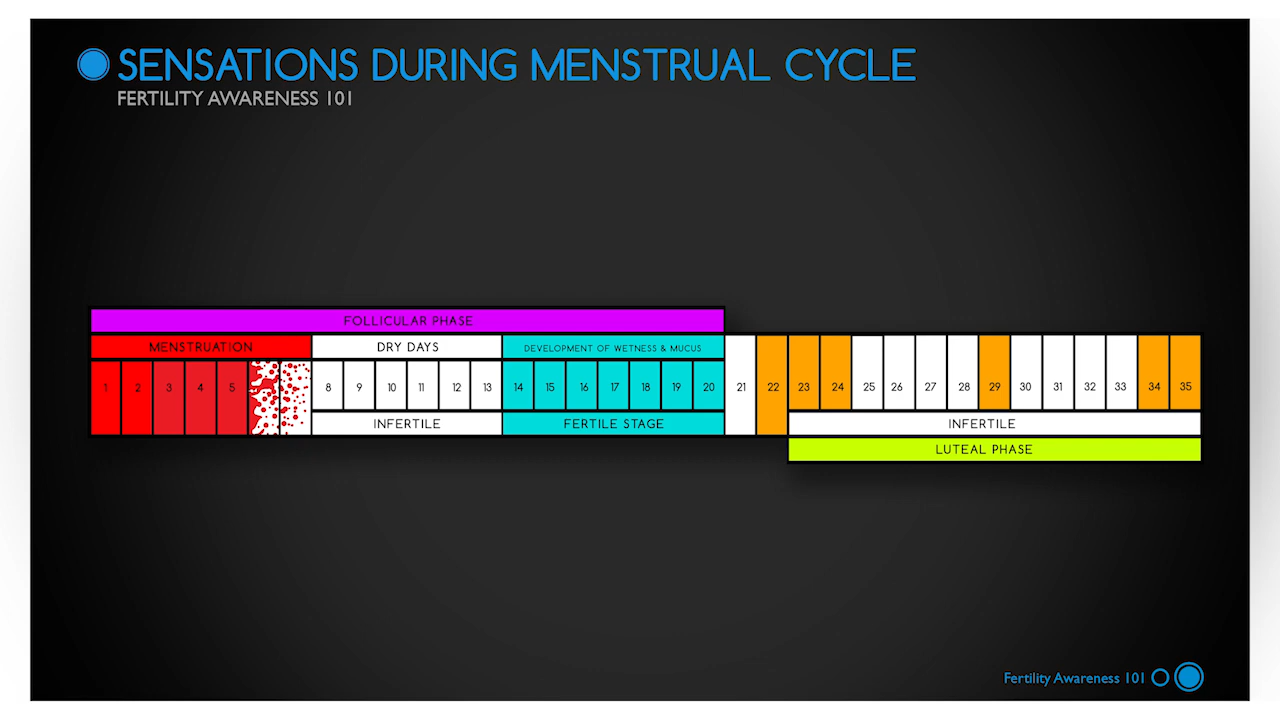 SENSATIONS DURING MENSTRUAL CYCLE
FERTILITY AWARENESS 101
FOLLICULAR PHASE
MENSTRUATION DRY DAYS DEVELOPMENT OF WETNESS & MUCUS
1 2 3 4 5 8 9 10 11 12 13 14 15 16 17 18 19 20 21 22 23 24 25 26 27 28 29 30 31 32 33 34 35
INFERTILE FERTILE STAGE INFERTILE
LUTEAL PHASE
Fertility Awareness 101